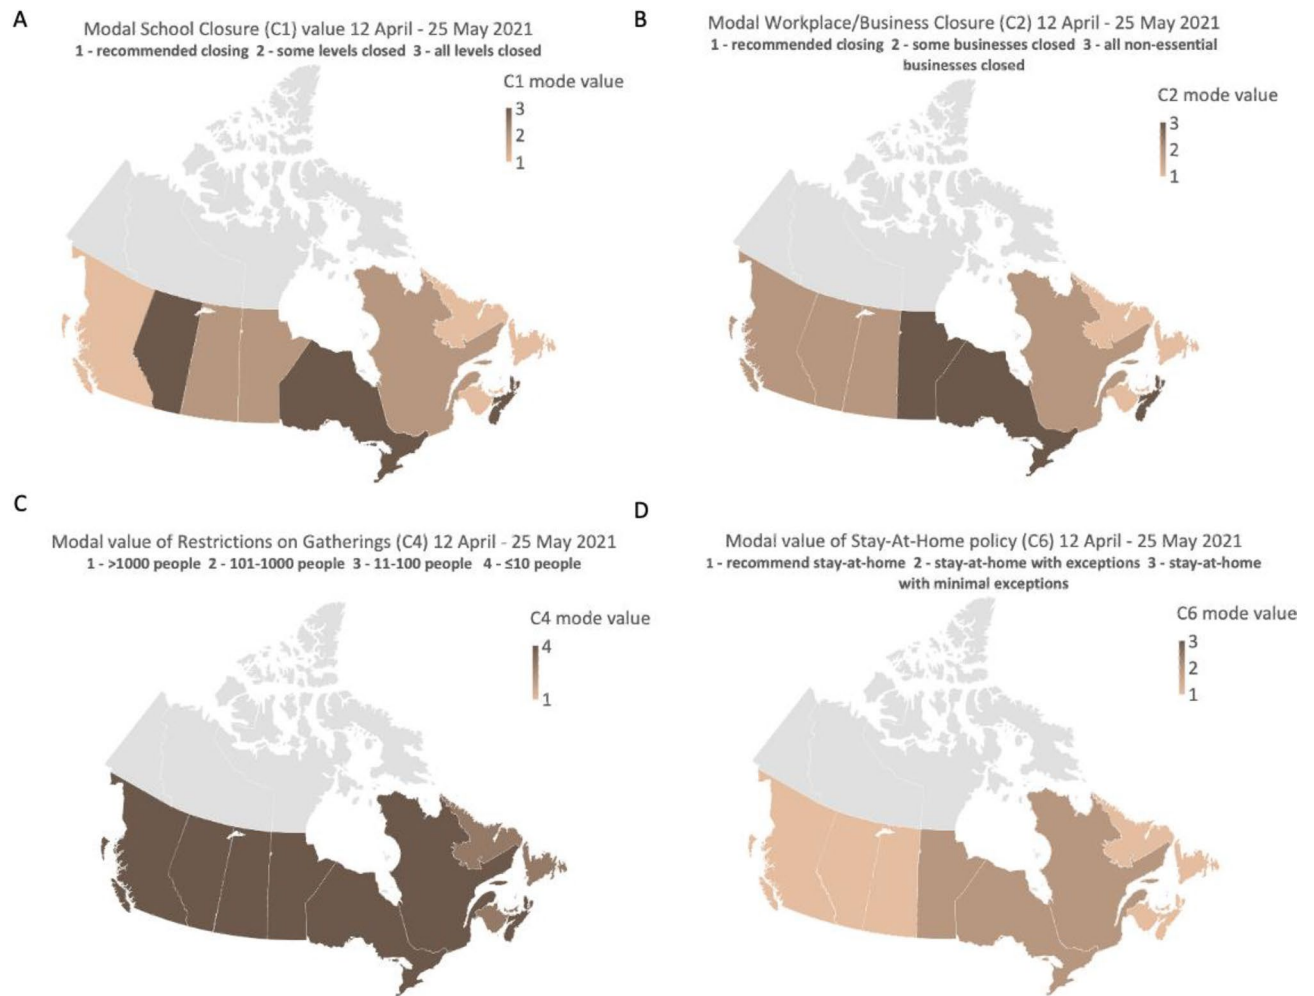 A
Modal School Closure (C1) value 12 April - 25 May 2021
1 - recommended closing 2 - some levels closed 3 - all levels closed
C1 mode value
3
2
1
B
Modal Workplace/Business Closure (C2) 12 April - 25 May 2021
1 - recommended closing 2 - some businesses closed 3 - all non-essential
businesses closed
C2 mode value
3
2
1
C
Modal value of Restrictions on Gatherings (C4) 12 April - 25 May 2021
1 - >1000 people 2 - 101-1000 people 3 - 11-100 people 4 - ≤10 people
C4 mode value
4
1
D
Modal value of Stay-At-Home policy (C6) 12 April - 25 May 2021
1 - recommend stay-at-home 2 - stay-at-home with exceptions 3 - stay-at-home
with minimal exceptions
C6 mode value
3
2
1